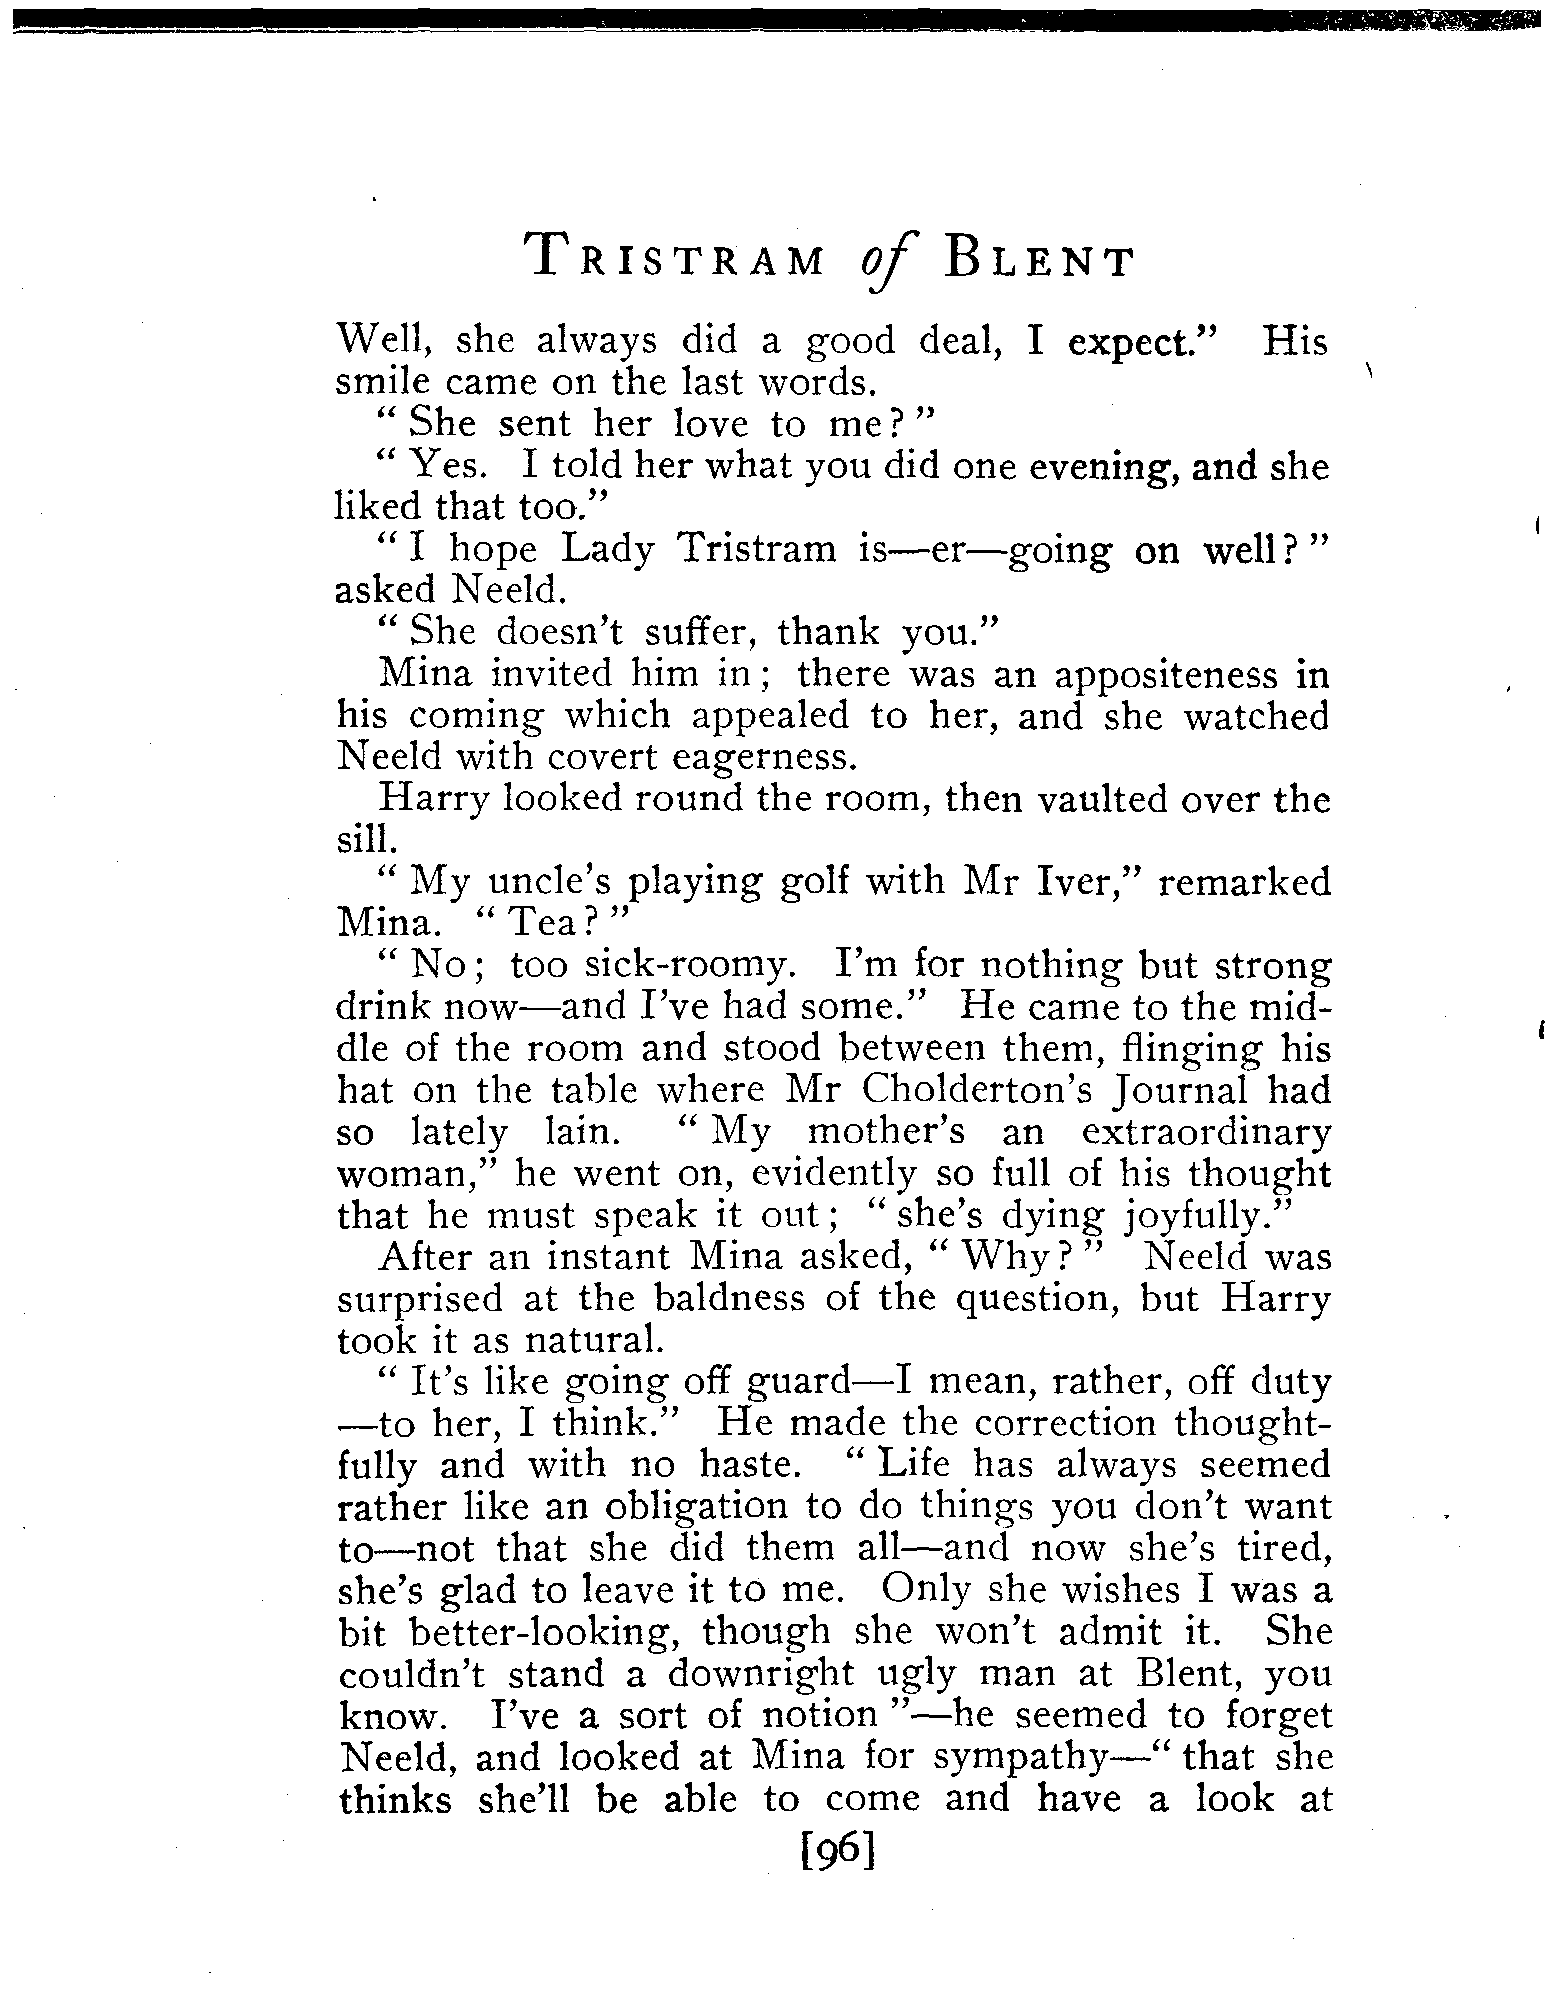 TRISTRAM of BLENT
Well, she always did a good deal, I expect.” His
smile came on the last words.
“ She sent her love to me? ”
“ Yes. I told her what you did one evening, and she
liked that too.”
“ I hope Lady Tristram is—er—going on well? ”
asked Neeld.
“ She doesn't suffer, thank you.”
Mina invited him in ; there was an appositeness in
his coming which appealed to her, and she watched
Neeld with covert eagerness.
Harry looked round the room, then vaulted over the
sill.
“ My uncle's playing golf with Mr Iver,” remarked
Mina. “ Tea? ”
“ No ; too sick-roomy. I'm for nothing but strong
drink now—and I've had some.” He came to the mid-
dle of the room and stood between them, flinging his
hat on the table where Mr Cholderton's Journal had
so lately lain. “ My mother's an extraordinary
woman,” he went on, evidently so full of his thought
that he must speak it out ; “ she's dying joyfully.”
After an instant Mina asked, “ Why? ” Neeld was
surprised at the baldness of the question, but Harry
took it as natural.
“ It's like going off guard—I mean, rather, off duty
—to her, I think.” He made the correction thought-
fully and with no haste. “ Life has always seemed
rather like an obligation to do things you don't want
to—not that she did them all—and now she's tired,
she's glad to leave it to me. Only she wishes I was a
bit better-looking, though she won't admit it. She
couldn't stand a downright ugly man at Blent, you
know. I've a sort of notion ”—he seemed to forget
Neeld, and looked at Mina for sympathy—“ that she
thinks she'll be able to come and have a look at
[96]